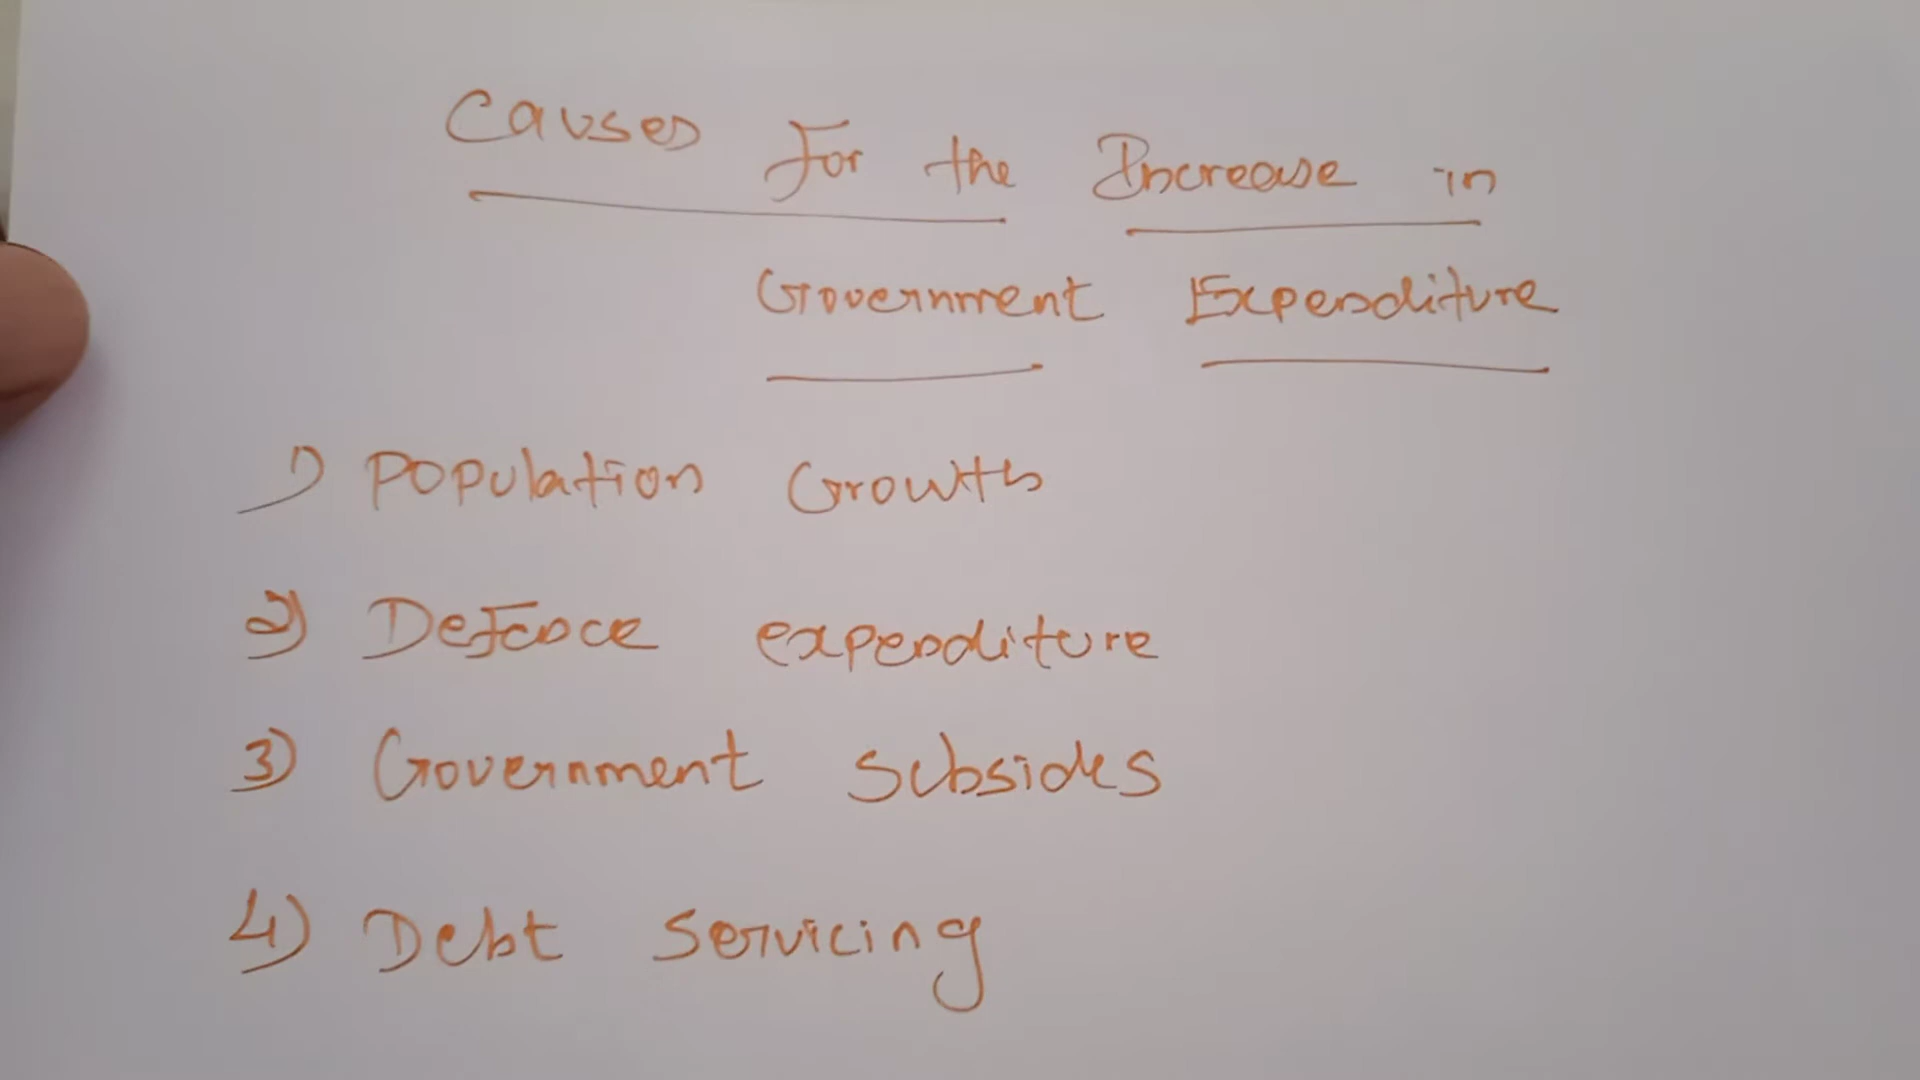 Causes For the Increase in
Government Expenditure
1) Population Growth
2) Defence expenditure
3) Government Subsides
4) Debt Servicing